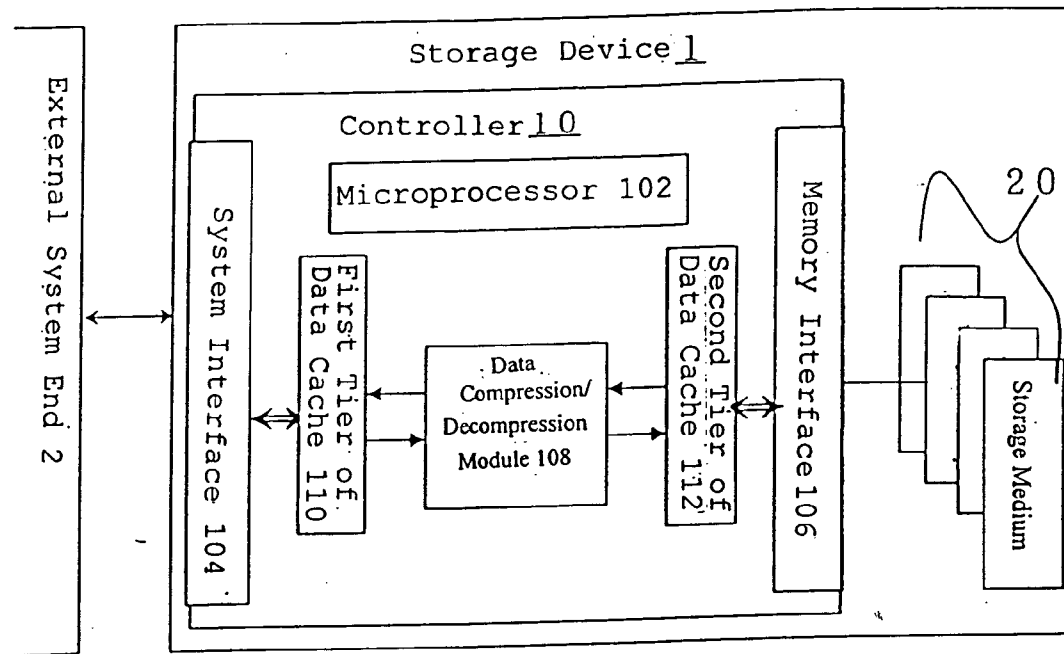 Storage Device 1
Controller 10
Microprocessor 102
External System End 2
System Interface 104
First Tier of
Data Cache 110
Data
Compression/
Decompression
Module 108
Second Tier of
Data Cache 112
Memory Interface 106
20
Storage Medium